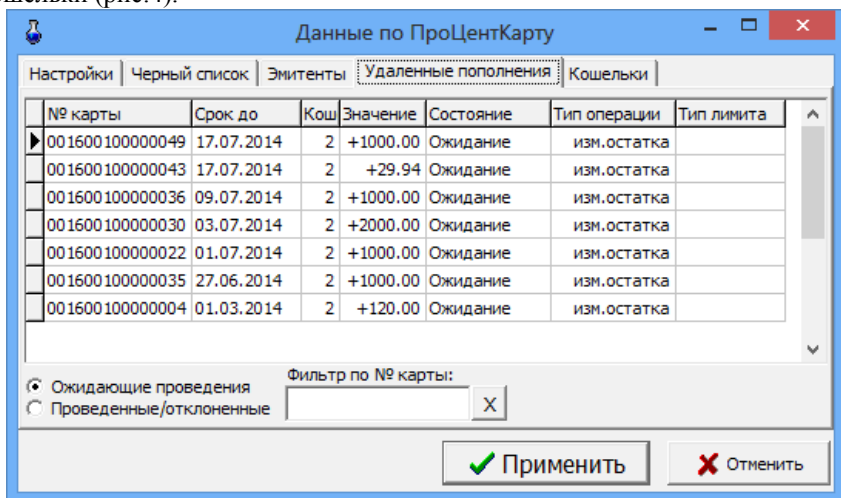 (рис.4).
Данные по ПроЦентКарту
Настройки Черный список Эмитенты Удаленные пополнения Кошельки
№ карты Срок до Кош Значение Состояние Тип операции Тип лимита
001600100000049 17.07.2014 2 +1000.00 Ожидание изм.остатка
001600100000043 17.07.2014 2 +29.94 Ожидание изм.остатка
001600100000036 09.07.2014 2 +1000.00 Ожидание изм.остатка
001600100000030 03.07.2014 2 +2000.00 Ожидание изм.остатка
001600100000022 01.07.2014 2 +1000.00 Ожидание изм.остатка
001600100000035 27.06.2014 2 +1000.00 Ожидание изм.остатка
001600100000004 01.03.2014 2 +120.00 Ожидание изм.остатка
Фильтр по № карты:
Ожидающие проведения
Проведенные/отклоненные X
Применить Отменить